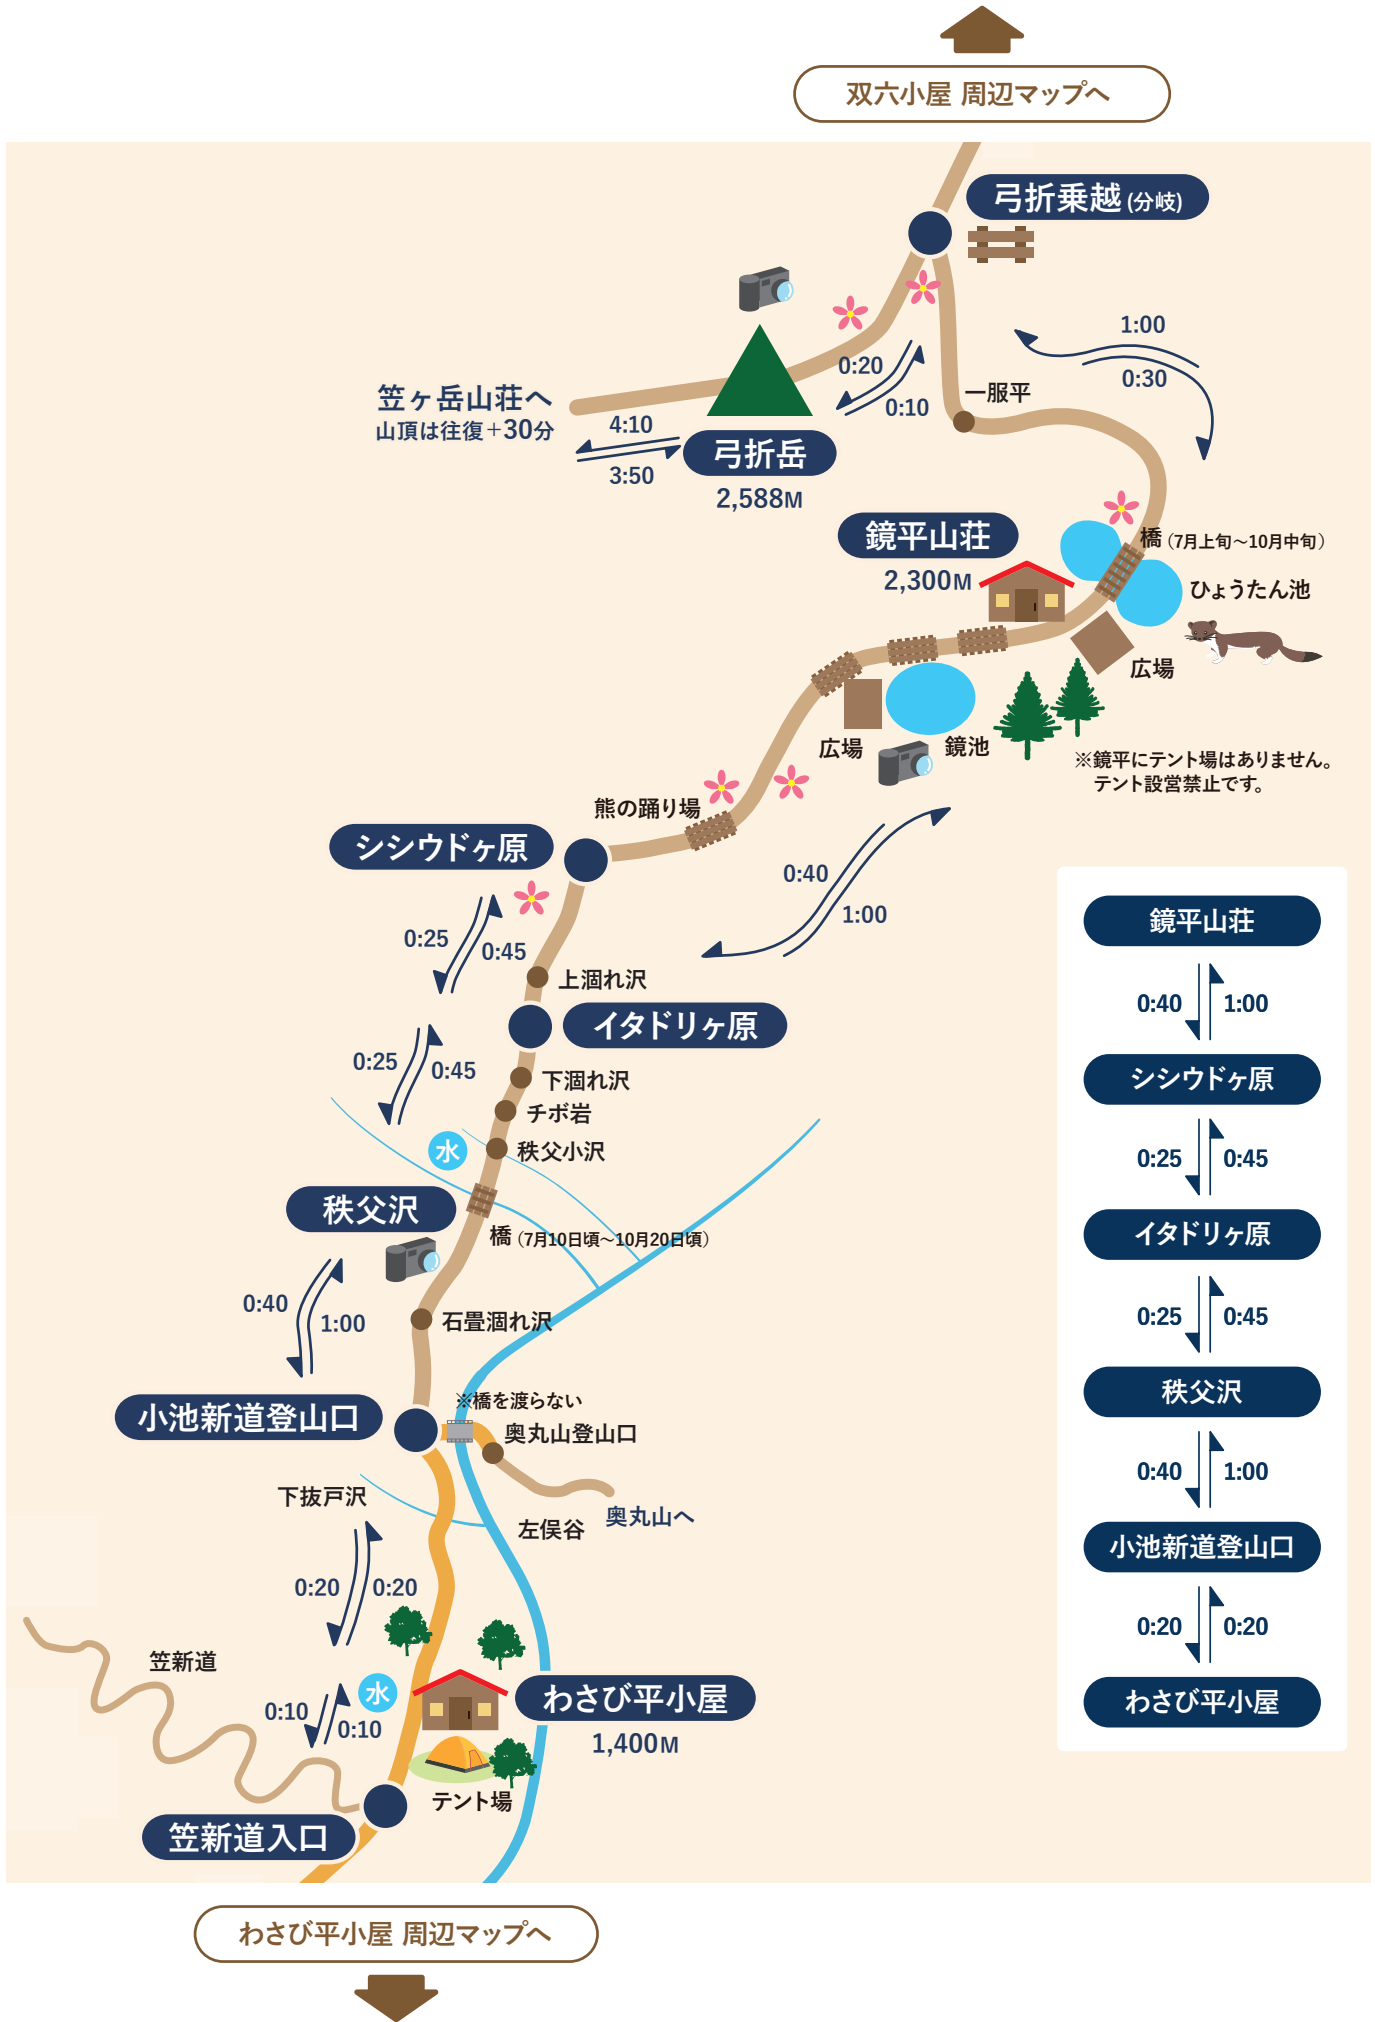 双六小屋 周辺マップへ
弓折乗越 (分岐)
1:00
0:30
0:20
0:10
一服平
笠ヶ岳山荘へ
山頂は往復+30分
4:10
3:50
弓折岳
2,588M
鏡平山荘
2,300M
橋 (7月上旬～10月中旬)
ひょうたん池
広場
広場
鏡池
※鏡平にテント場はありません。
テント設営禁止です。
熊の踊り場
シシウドヶ原
0:40
1:00
0:25
0:45
上涸れ沢
イタドリヶ原
0:25
0:45
下涸れ沢
チボ岩
水
秩父小沢
秩父沢
橋 (7月10日頃～10月20日頃)
0:40
1:00
石畳涸れ沢
※橋を渡らない
小池新道登山口
奥丸山登山口
下抜戸沢
左俣谷
奥丸山へ
0:20
0:20
笠新道
水
0:10
0:10
わさび平小屋
1,400M
テント場
笠新道入口
鏡平山荘
0:40
1:00
シシウドヶ原
0:25
0:45
イタドリヶ原
0:25
0:45
秩父沢
0:40
1:00
小池新道登山口
0:20
0:20
わさび平小屋
わさび平小屋 周辺マップへ